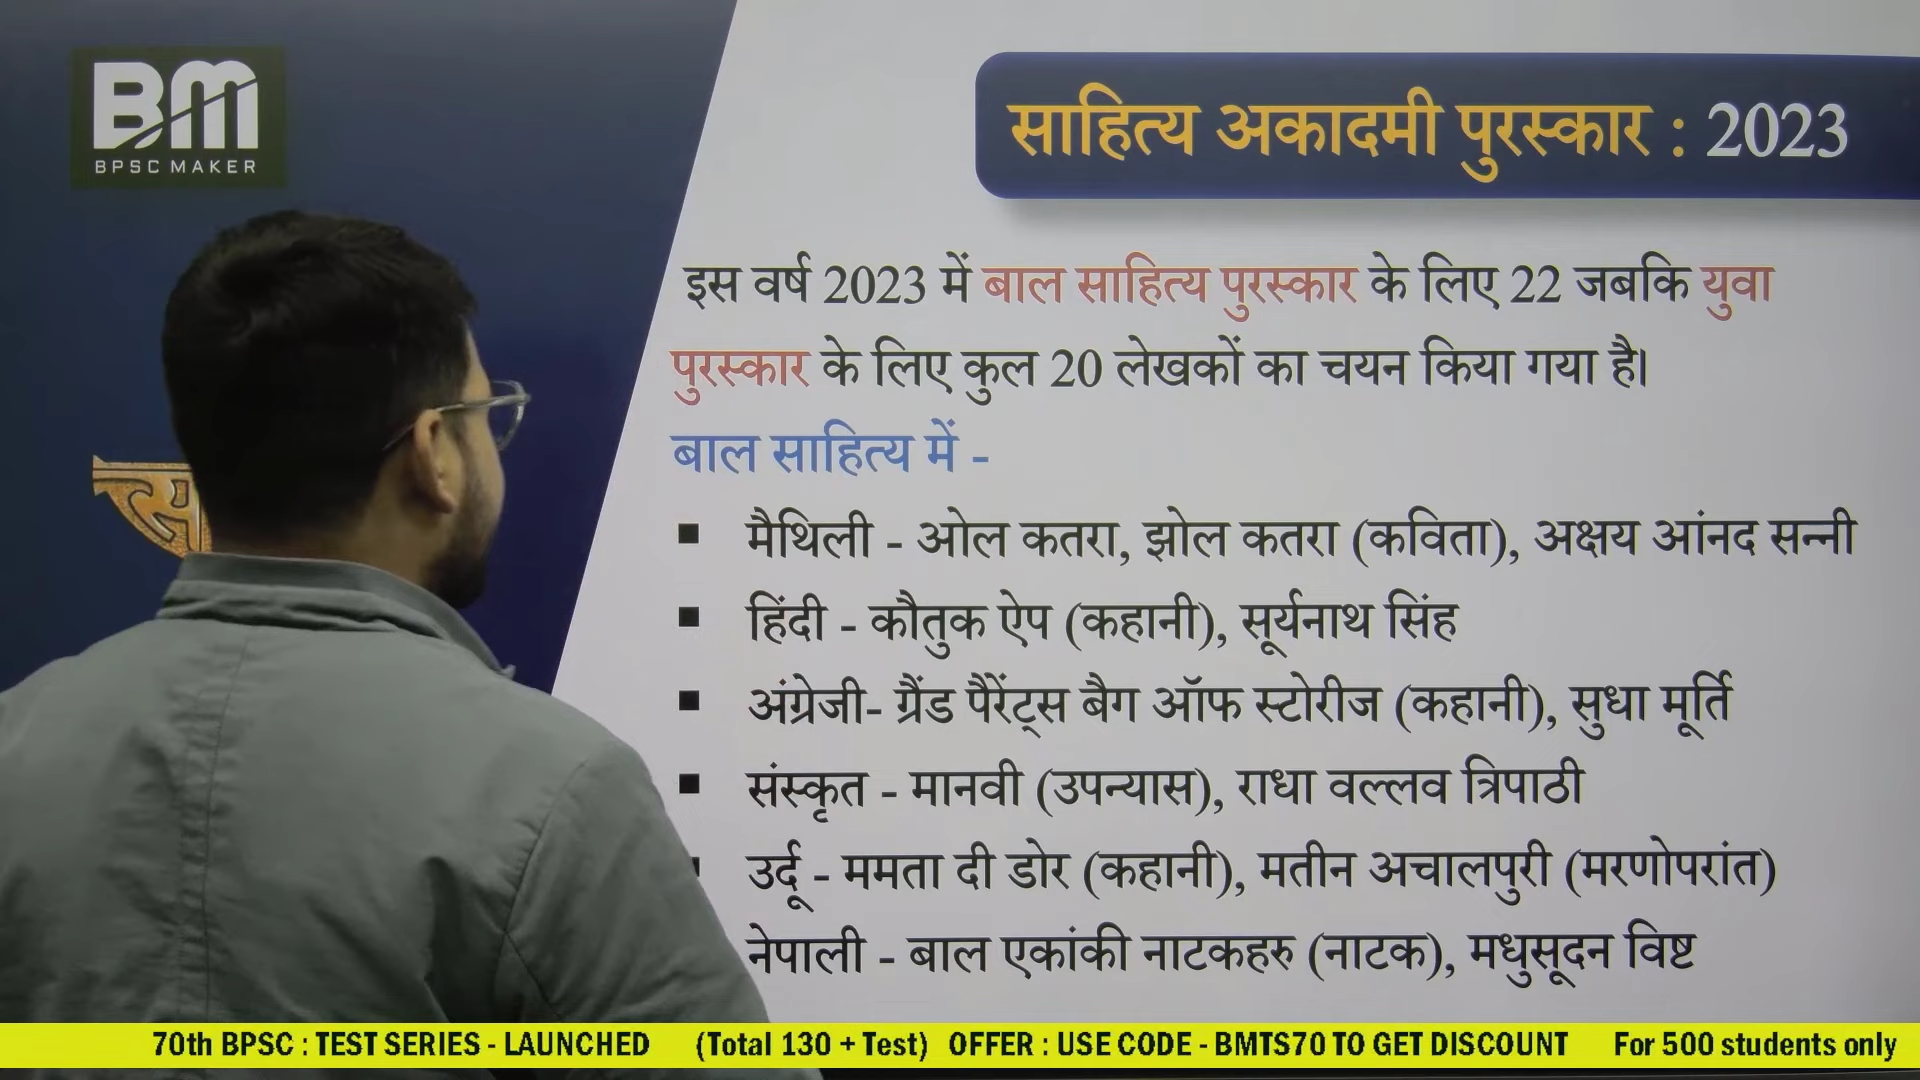 BM
BPSC MAKER
साहित्य अकादमी पुरस्कार : 2023
इस वर्ष 2023 में बाल साहित्य पुरस्कार के लिए 22 जबकि युवा
पुरस्कार के लिए कुल 20 लेखकों का चयन किया गया है।
बाल साहित्य में -
▪ मैथिली - ओल कतरा, झोल कतरा (कविता), अक्षय आंनद सन्नी
▪ हिंदी - कौतुक ऐप (कहानी), सूर्यनाथ सिंह
▪ अंग्रेजी- ग्रैंड पैरेंट्स बैग ऑफ स्टोरीज (कहानी), सुधा मूर्ति
▪ संस्कृत - मानवी (उपन्यास), राधा वल्लव त्रिपाठी
▪ उर्दू - ममता दी डोर (कहानी), मतीन अचालपुरी (मरणोपरांत)
नेपाली - बाल एकांकी नाटकहरु (नाटक), मधुसूदन विष्ट
70th BPSC : TEST SERIES - LAUNCHED (Total 130 + Test) OFFER : USE CODE - BMTS70 TO GET DISCOUNT For 500 students only